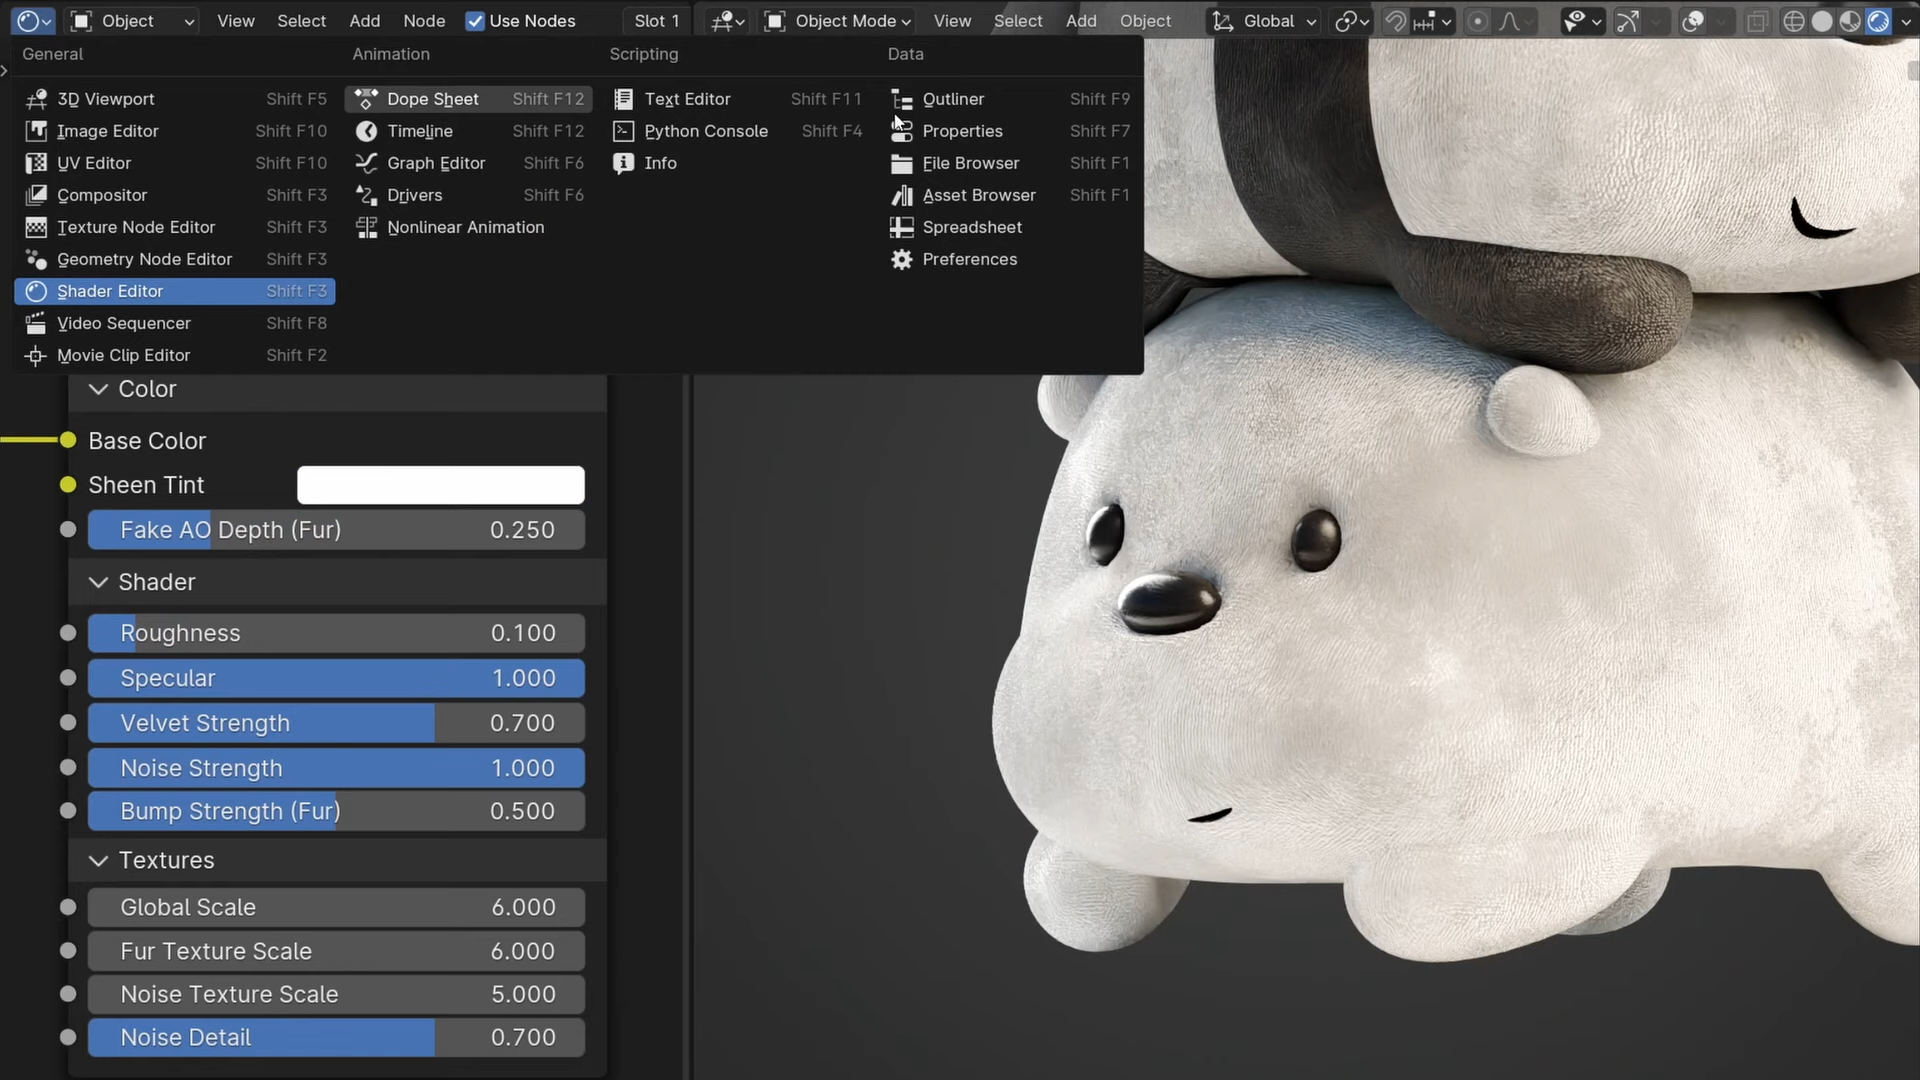 Object View Select Add Node Use Nodes Slot 1 Object Mode View Select Add Object Global
General Animation Scripting Data
3D Viewport Shift F5 Dope Sheet Shift F12 Text Editor Shift F11 Outliner Shift F9
Image Editor Shift F10 Timeline Shift F12 Python Console Shift F4 Properties Shift F7
UV Editor Shift F10 Graph Editor Shift F6 Info File Browser Shift F1
Compositor Shift F3 Drivers Shift F6 Asset Browser Shift F1
Texture Node Editor Shift F3 Nonlinear Animation Spreadsheet
Geometry Node Editor Shift F3 Preferences
Shader Editor Shift F3
Video Sequencer Shift F8
Movie Clip Editor Shift F2
Color
Base Color
Sheen Tint
Fake AO Depth (Fur) 0.250
Shader
Roughness 0.100
Specular 1.000
Velvet Strength 0.700
Noise Strength 1.000
Bump Strength (Fur) 0.500
Textures
Global Scale 6.000
Fur Texture Scale 6.000
Noise Texture Scale 5.000
Noise Detail 0.700